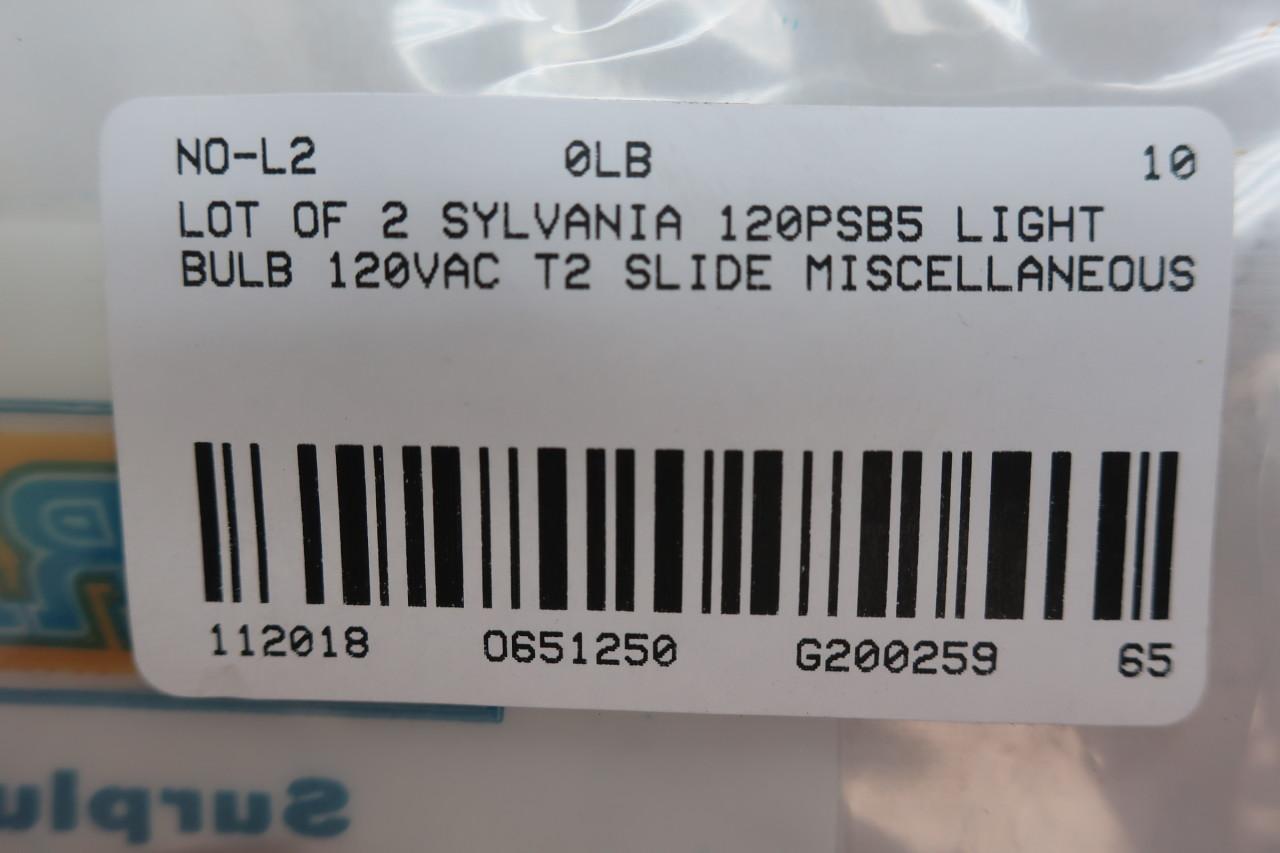 NO-L2 0LB 10
LOT OF 2 SYLVANIA 120PSB5 LIGHT
BULB 120VAC T2 SLIDE MISCELLANEOUS
112018 O651250 G200259 65
Surplu